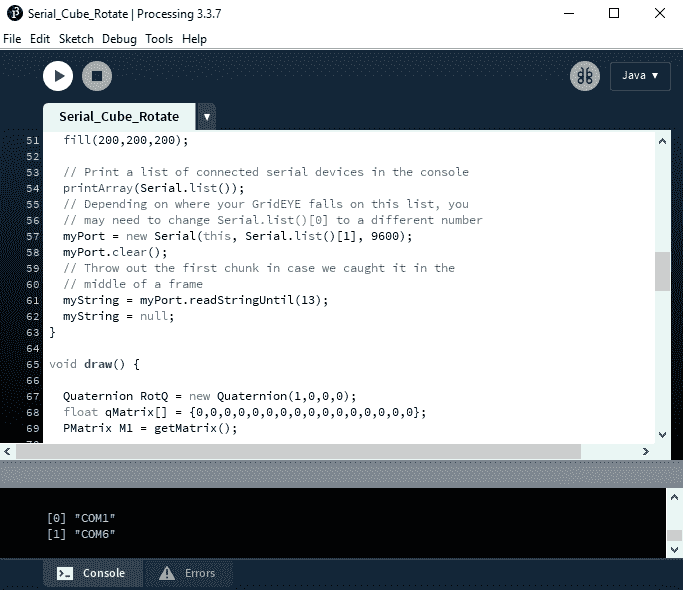 Serial_Cube_Rotate | Processing 3.3.7
File Edit Sketch Debug Tools Help
Java ▼
Serial_Cube_Rotate ▼
51 fill(200,200,200);
52
53 // Print a list of connected serial devices in the console
54 printArray(Serial.list());
55 // Depending on where your GridEYE falls on this list, you
56 // may need to change Serial.list()[0] to a different number
57 myPort = new Serial(this, Serial.list()[1], 9600);
58 myPort.clear();
59 // Throw out the first chunk in case we caught it in the
60 // middle of a frame
61 myString = myPort.readStringUntil(13);
62 myString = null;
63 }
64
65 void draw() {
66
67 Quaternion RotQ = new Quaternion(1,0,0,0);
68 float qMatrix[] = {0,0,0,0,0,0,0,0,0,0,0,0,0,0,0,0};
69 PMatrix M1 = getMatrix();
[0] "COM1"
[1] "COM6"
Console Errors